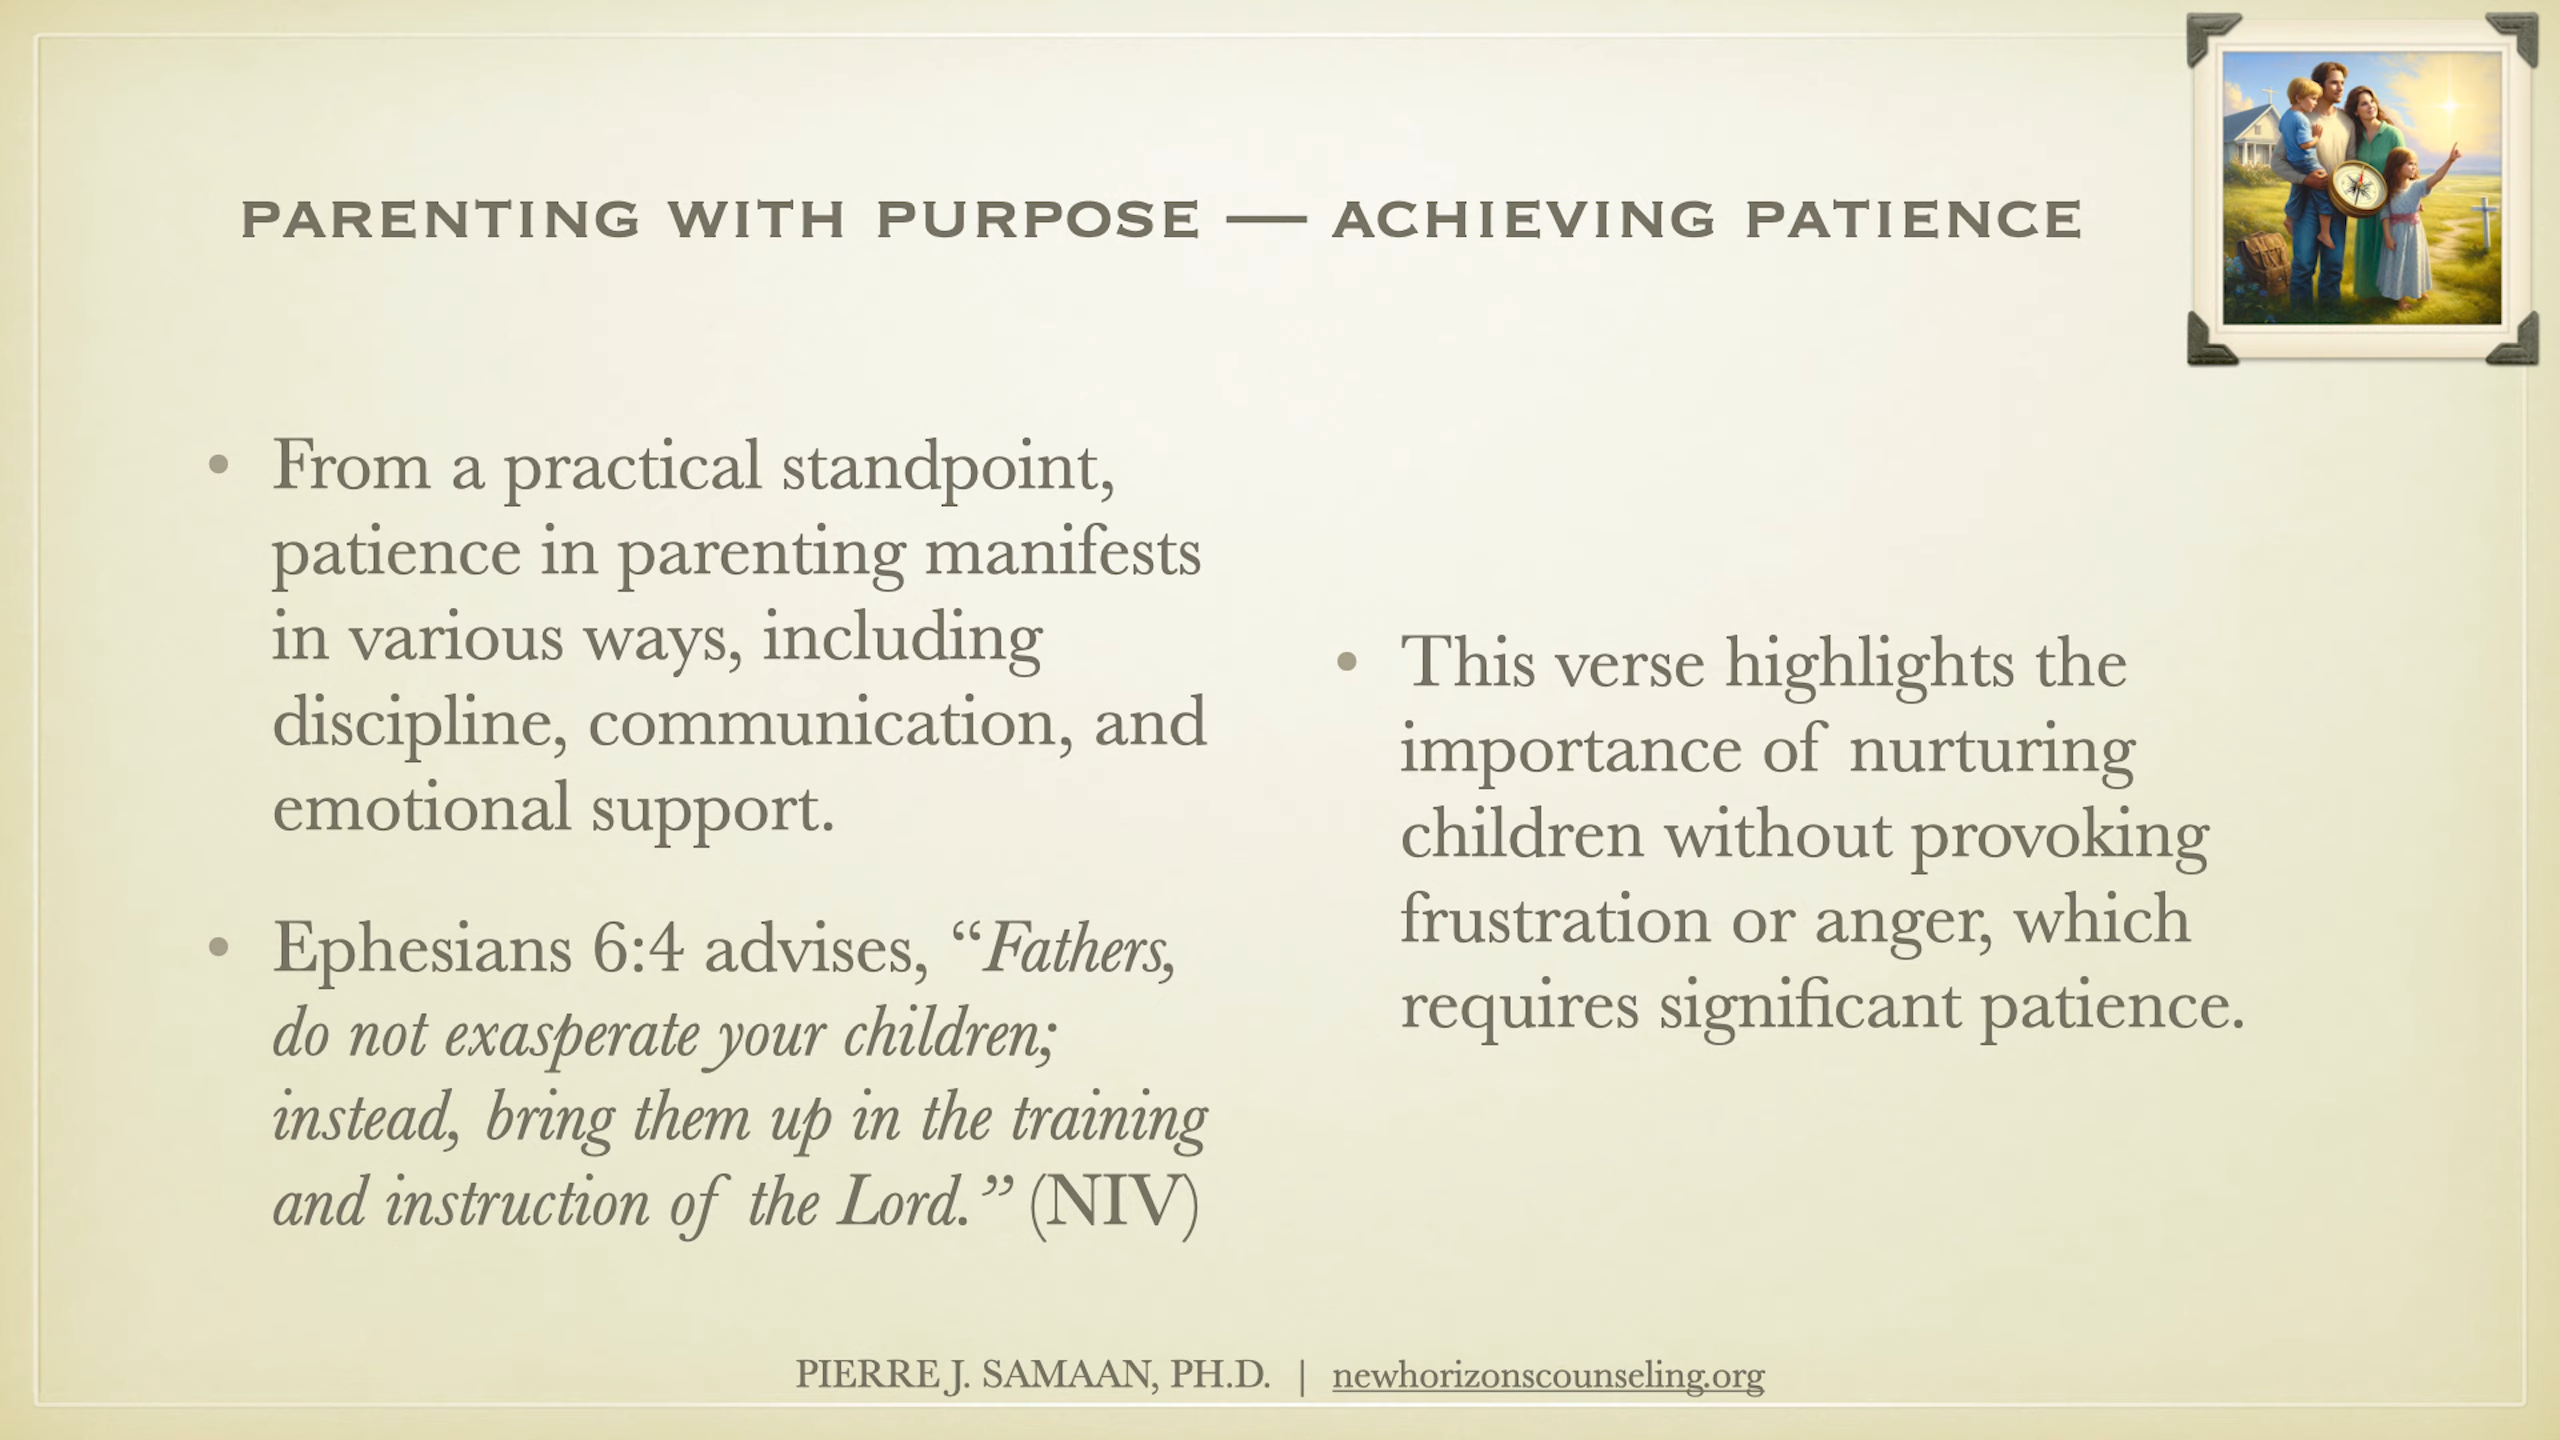 PARENTING WITH PURPOSE — ACHIEVING PATIENCE
• From a practical standpoint,
patience in parenting manifests
in various ways, including
discipline, communication, and
emotional support.
• Ephesians 6:4 advises, “Fathers,
do not exasperate your children;
instead, bring them up in the training
and instruction of the Lord.” (NIV)
• This verse highlights the
importance of nurturing
children without provoking
frustration or anger, which
requires significant patience.
PIERRE J. SAMAAN, PH.D. | newhorizonscounseling.org